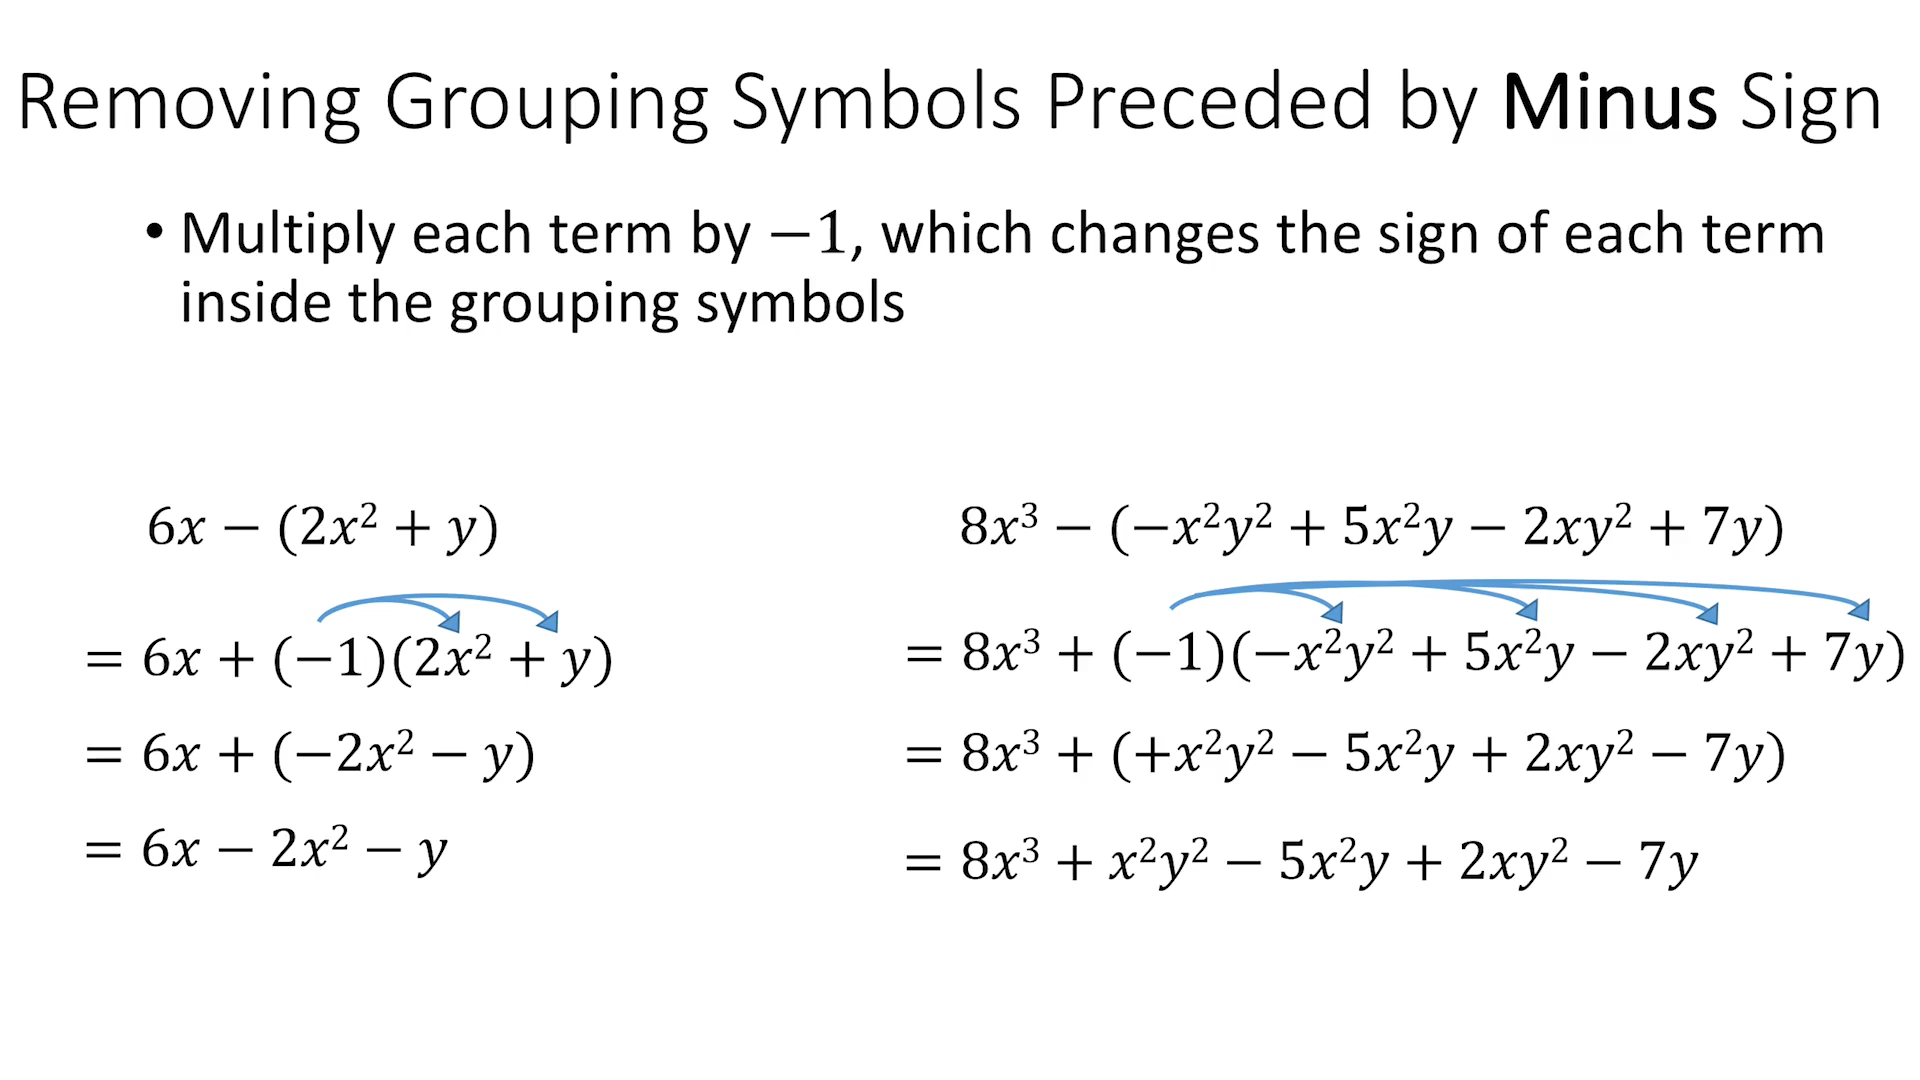 Removing Grouping Symbols Preceded by Minus Sign
• Multiply each term by −1, which changes the sign of each term
inside the grouping symbols
6x − (2x² + y)
= 6x + (−1)(2x² + y)
= 6x + (−2x² − y)
= 6x − 2x² − y
8x³ − (−x²y² + 5x²y − 2xy² + 7y)
= 8x³ + (−1)(−x²y² + 5x²y − 2xy² + 7y)
= 8x³ + (+x²y² − 5x²y + 2xy² − 7y)
= 8x³ + x²y² − 5x²y + 2xy² − 7y